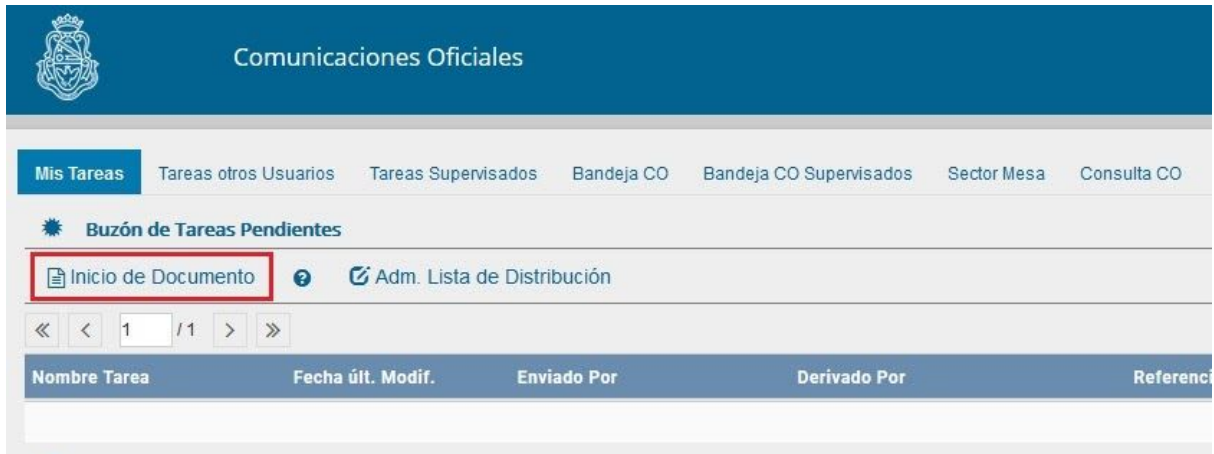 Comunicaciones Oficiales
Mis Tareas Tareas otros Usuarios Tareas Supervisados Bandeja CO Bandeja CO Supervisados Sector Mesa Consulta CO
Buzón de Tareas Pendientes
Inicio de Documento Adm. Lista de Distribución
1 / 1
Nombre Tarea Fecha últ. Modif. Enviado Por Derivado Por Referenci